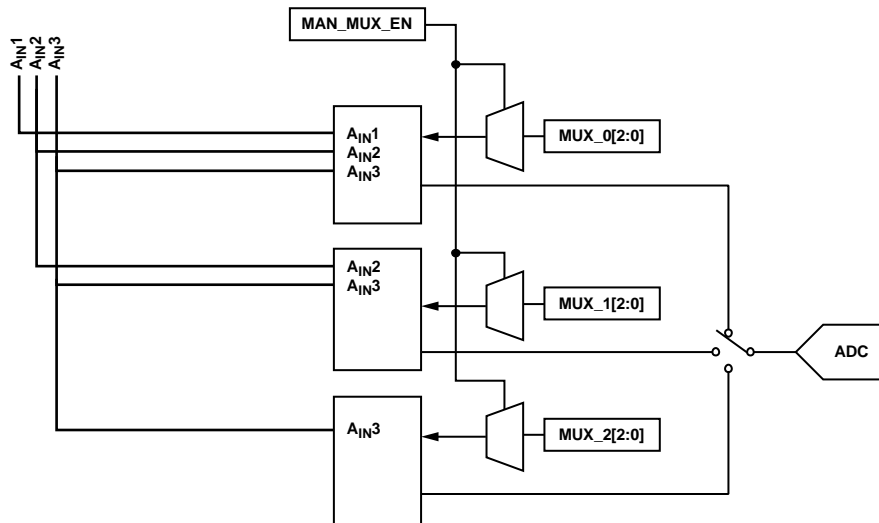 MAN_MUX_EN
AIN1
AIN2
AIN3
AIN1
AIN2
AIN3
MUX_0[2:0]
AIN2
AIN3
MUX_1[2:0]
ADC
AIN3
MUX_2[2:0]